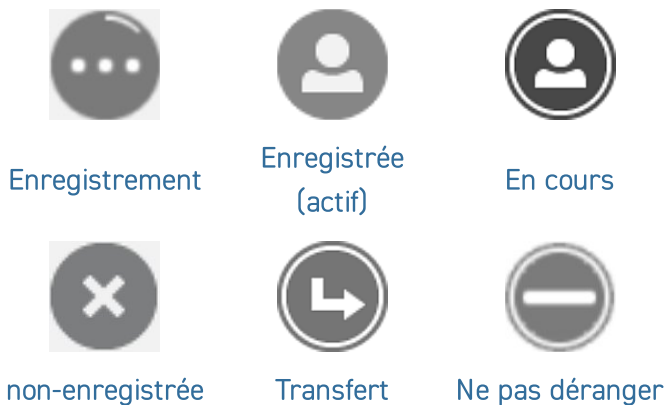 Enregistrement
Enregistrée
(actif)
En cours
non-enregistrée
Transfert
Ne pas déranger